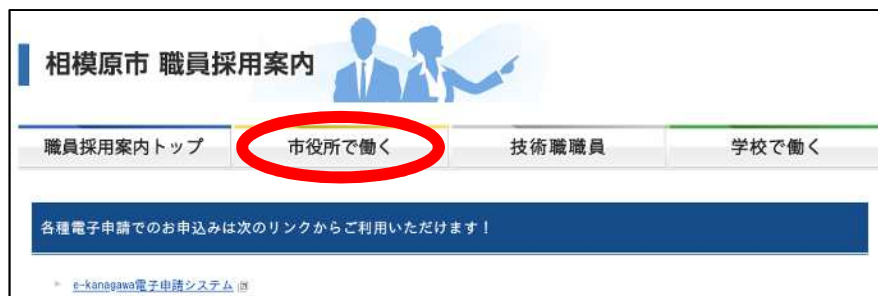 相模原市 職員採用案内
職員採用案内トップ 市役所で働く 技術職職員 学校で働く
各種電子申請でのお申込みは次のリンクからご利用いただけます！
e-kanagawa電子申請システム